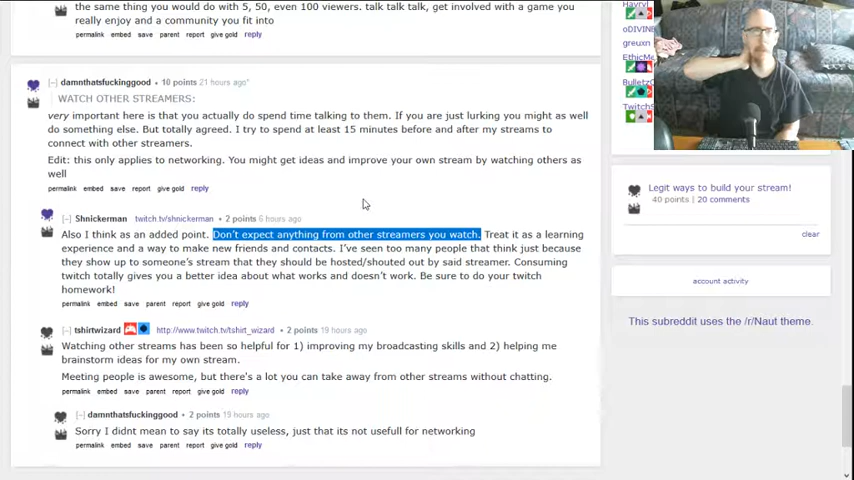 the same thing you would do with 5, 50, even 100 viewers. talk talk talk, get involved with a game you
really enjoy and a community you fit into
permalink embed save parent report give gold reply
[–] damnthatsfuckinggood • 10 points 21 hours ago*
WATCH OTHER STREAMERS:
very important here is that you actually do spend time talking to them. If you are just lurking you might as well
do something else. But totally agreed. I try to spend at least 15 minutes before and after my streams to
connect with other streamers.
Edit: this only applies to networking. You might get ideas and improve your own stream by watching others as
well
permalink embed save report give gold reply
[–] Shnickerman twitch.tv/shnickerman • 2 points 6 hours ago
Also I think as an added point. Don't expect anything from other streamers you watch. Treat it as a learning
experience and a way to make new friends and contacts. I've seen too many people that think just because
they show up to someone's stream that they should be hosted/shouted out by said streamer. Consuming
twitch totally gives you a better idea about what works and doesn't work. Be sure to do your twitch
homework!
permalink embed save parent report give gold reply
[–] tshirtwizard http://www.twitch.tv/tshirt_wizard • 2 points 19 hours ago
Watching other streams has been so helpful for 1) improving my broadcasting skills and 2) helping me
brainstorm ideas for my own stream.
Meeting people is awesome, but there's a lot you can take away from other streams without chatting.
permalink embed save parent report give gold reply
[–] damnthatsfuckinggood • 2 points 19 hours ago
Sorry I didnt mean to say its totally useless, just that its not usefull for networking
permalink embed save parent report give gold reply
Hayryl
oDIVINE
greuxn
EthicMe
BulletzO
TwitchS
Legit ways to build your stream!
40 points | 20 comments
clear
account activity
This subreddit uses the /r/Naut theme.